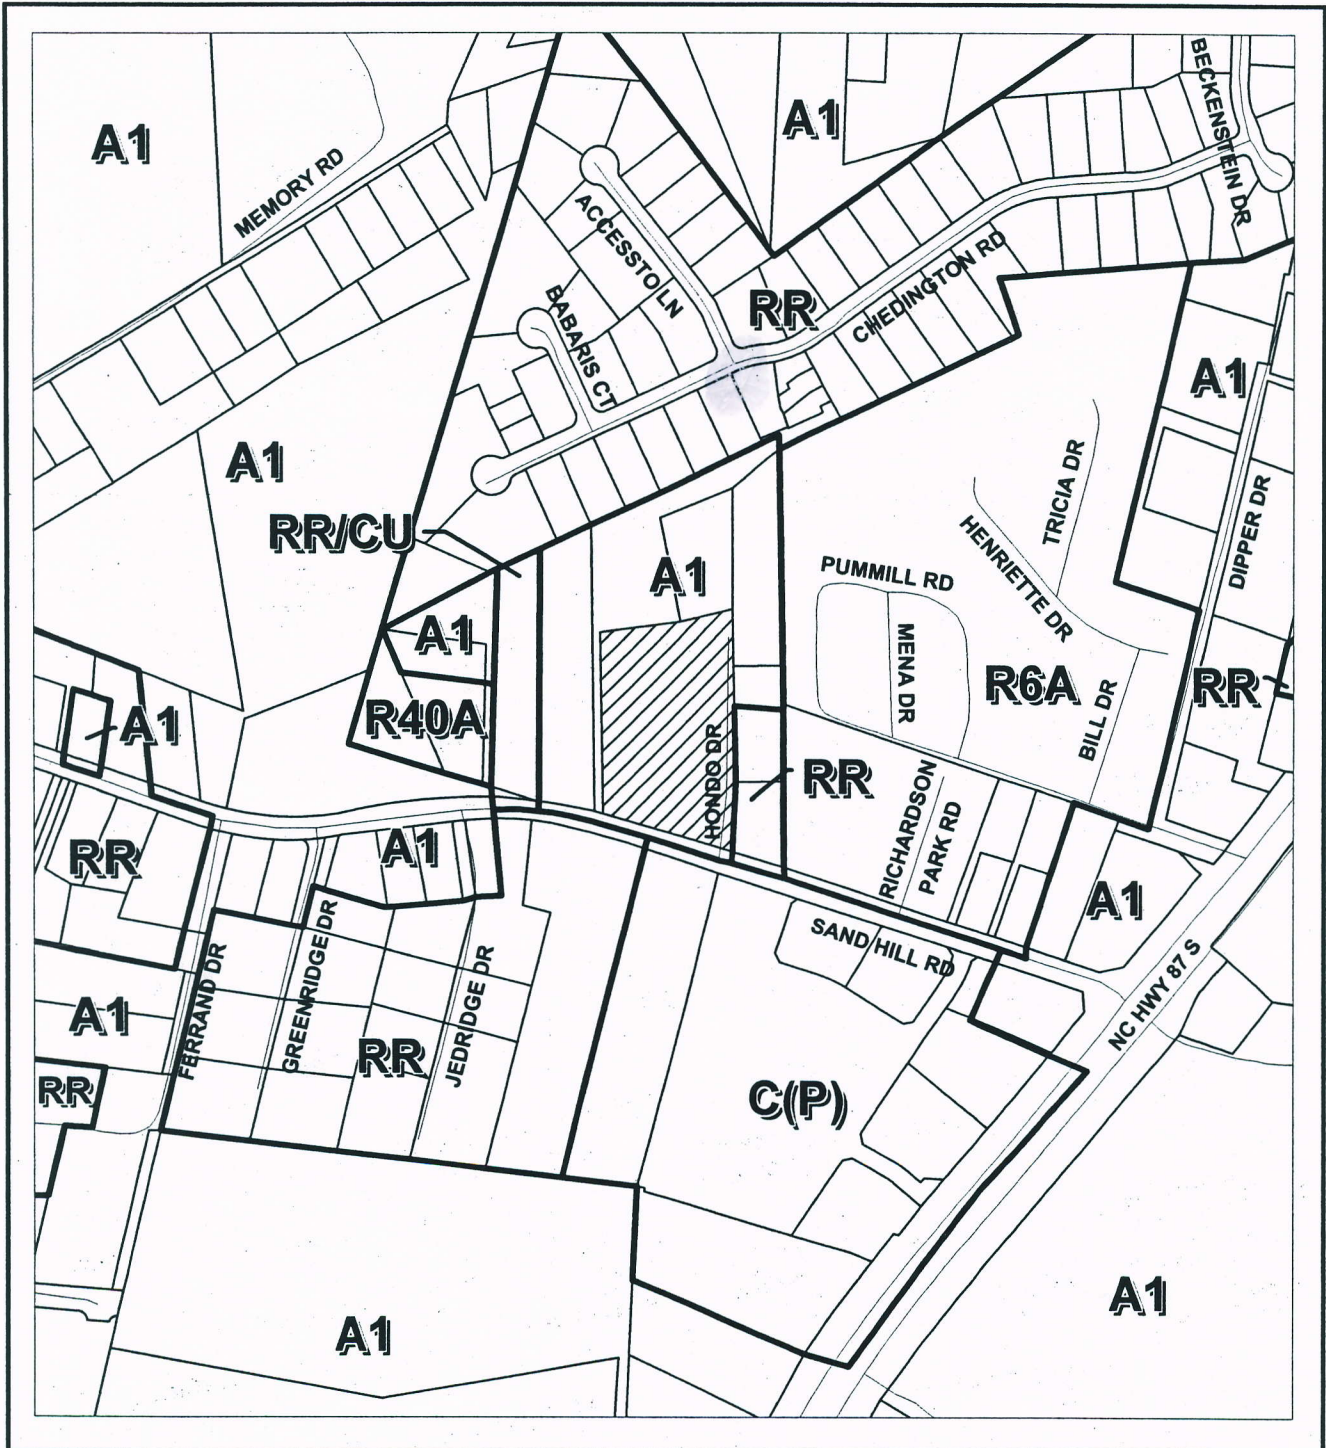 A1
A1
BECKENSTEIN DR
MEMORY RD
ACCESSTO LN
CHEDINGTON RD
RR
BABARIS CT
A1
A1
TRICIA DR
DIPPER DR
RR/CU
HENRIETTE DR
A1
PUMMILL RD
A1
MENA DR
R6A
RR
BILL DR
R40A
A1
HONDO DR
RR
RICHARDSON
PARK RD
RR
A1
A1
SAND HILL RD
FERRAND DR
GREENRIDGE DR
JEDRIDGE DR
NC HWY 87 S
A1
RR
RR
C(P)
A1
A1